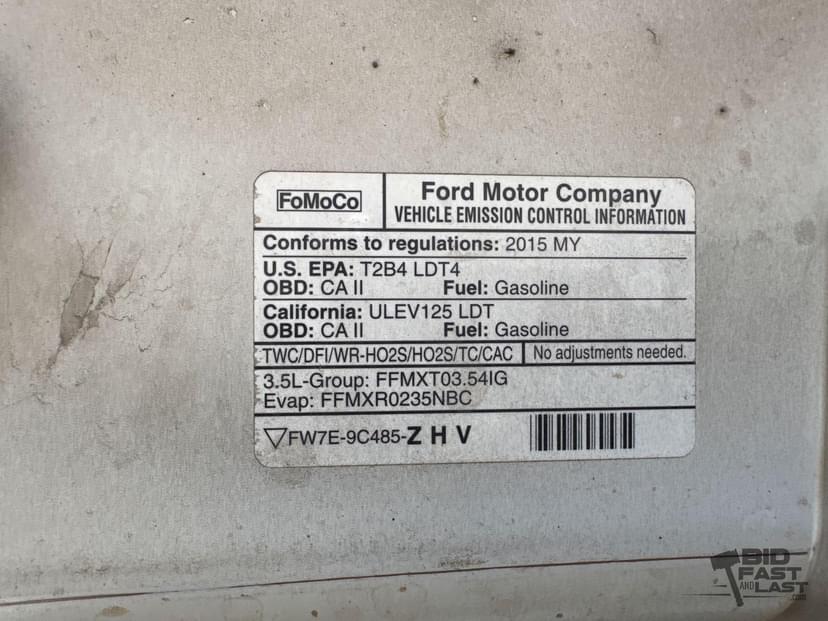 FoMoCo
Ford Motor Company
VEHICLE EMISSION CONTROL INFORMATION
Conforms to regulations: 2015 MY
U.S. EPA: T2B4 LDT4
OBD: CA II Fuel: Gasoline
California: ULEV125 LDT
OBD: CA II Fuel: Gasoline
TWC/DFI/WR-HO2S/HO2S/TC/CAC No adjustments needed.
3.5L-Group: FFMXT03.54IG
Evap: FFMXR0235NBC
FW7E-9C485-Z H V
BID
FAST
AND
LAST
.com